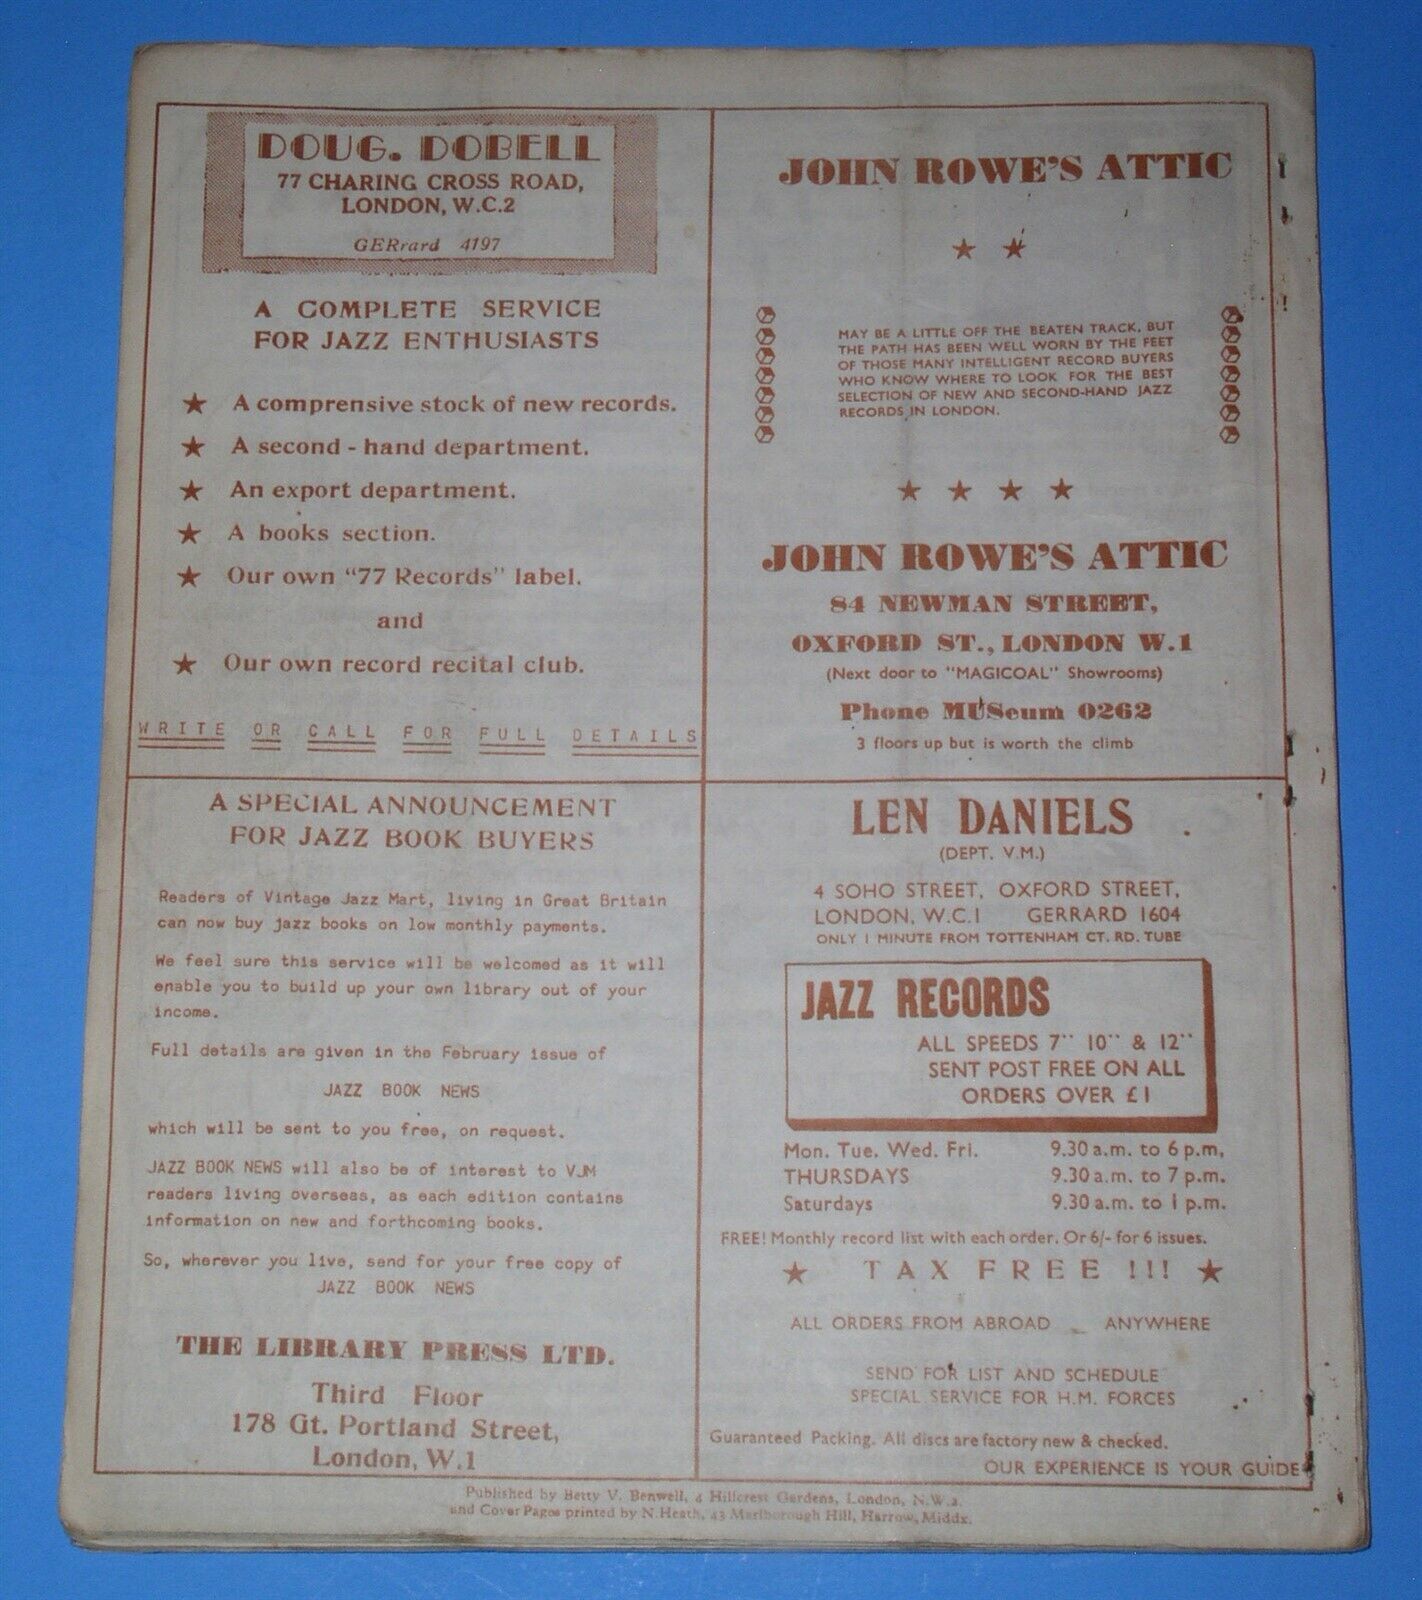 DOUG. DOBELL
77 CHARING CROSS ROAD,
LONDON, W.C.2
GERrard 4197
A COMPLETE SERVICE
FOR JAZZ ENTHUSIASTS
★ A comprensive stock of new records.
★ A second - hand department.
★ An export department.
★ A books section.
★ Our own "77 Records" label.
and
★ Our own record recital club.
WRITE OR CALL FOR FULL DETAILS
JOHN ROWE'S ATTIC
★ ★
MAY BE A LITTLE OFF THE BEATEN TRACK, BUT
THE PATH HAS BEEN WELL WORN BY THE FEET
OF THOSE MANY INTELLIGENT RECORD BUYERS
WHO KNOW WHERE TO LOOK FOR THE BEST
SELECTION OF NEW AND SECOND-HAND JAZZ
RECORDS IN LONDON.
★ ★ ★ ★
JOHN ROWE'S ATTIC
84 NEWMAN STREET,
OXFORD ST., LONDON W.1
(Next door to "MAGICOAL" Showrooms)
Phone MUSeum 0262
3 floors up but is worth the climb
A SPECIAL ANNOUNCEMENT
FOR JAZZ BOOK BUYERS
Readers of Vintage Jazz Mart, living in Great Britain
can now buy jazz books on low monthly payments.
We feel sure this service will be welcomed as it will
enable you to build up your own library out of your
income.
Full details are given in the February issue of
JAZZ BOOK NEWS
which will be sent to you free, on request.
JAZZ BOOK NEWS will also be of interest to VJM
readers living overseas, as each edition contains
information on new and forthcoming books.
So, wherever you live, send for your free copy of
JAZZ BOOK NEWS
THE LIBRARY PRESS LTD.
Third Floor
178 Gt. Portland Street,
London, W.1
LEN DANIELS
(DEPT. V.M.)
4 SOHO STREET, OXFORD STREET,
LONDON, W.C.1 GERRARD 1604
ONLY 1 MINUTE FROM TOTTENHAM CT. RD. TUBE
JAZZ RECORDS
ALL SPEEDS 7" 10" & 12"
SENT POST FREE ON ALL
ORDERS OVER £1
Mon. Tue. Wed. Fri. 9.30 a.m. to 6 p.m,
THURSDAYS 9.30 a.m. to 7 p.m.
Saturdays 9.30 a.m. to 1 p.m.
FREE! Monthly record list with each order. Or 6/- for 6 issues.
★ TAX FREE !!! ★
ALL ORDERS FROM ABROAD _ ANYWHERE
SEND FOR LIST AND SCHEDULE
SPECIAL SERVICE FOR H.M. FORCES
Guaranteed Packing. All discs are factory new & checked.
OUR EXPERIENCE IS YOUR GUIDE
Published by Betty V. Benwell, 4 Hillcrest Gardens, London, N.W.2.
and Cover Pages printed by N. Heath, 43 Marlborough Hill, Harrow, Middx.